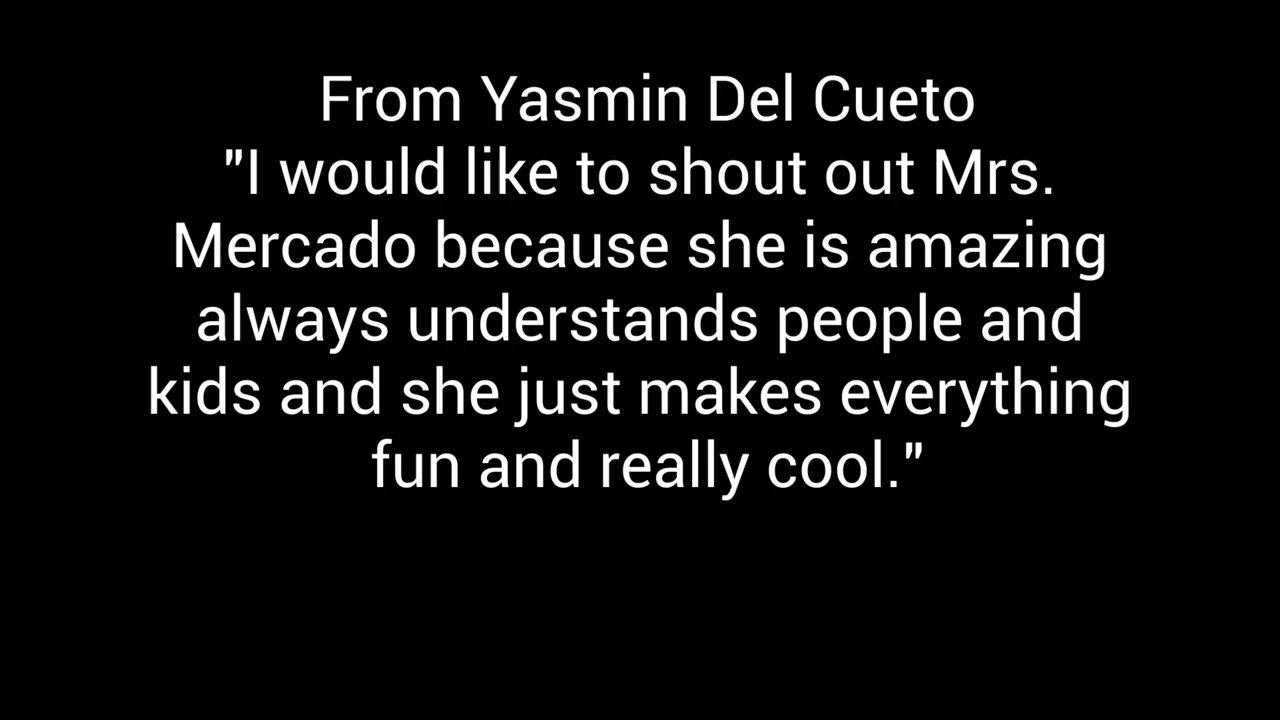 From Yasmin Del Cueto
"I would like to shout out Mrs.
Mercado because she is amazing
always understands people and
kids and she just makes everything
fun and really cool."